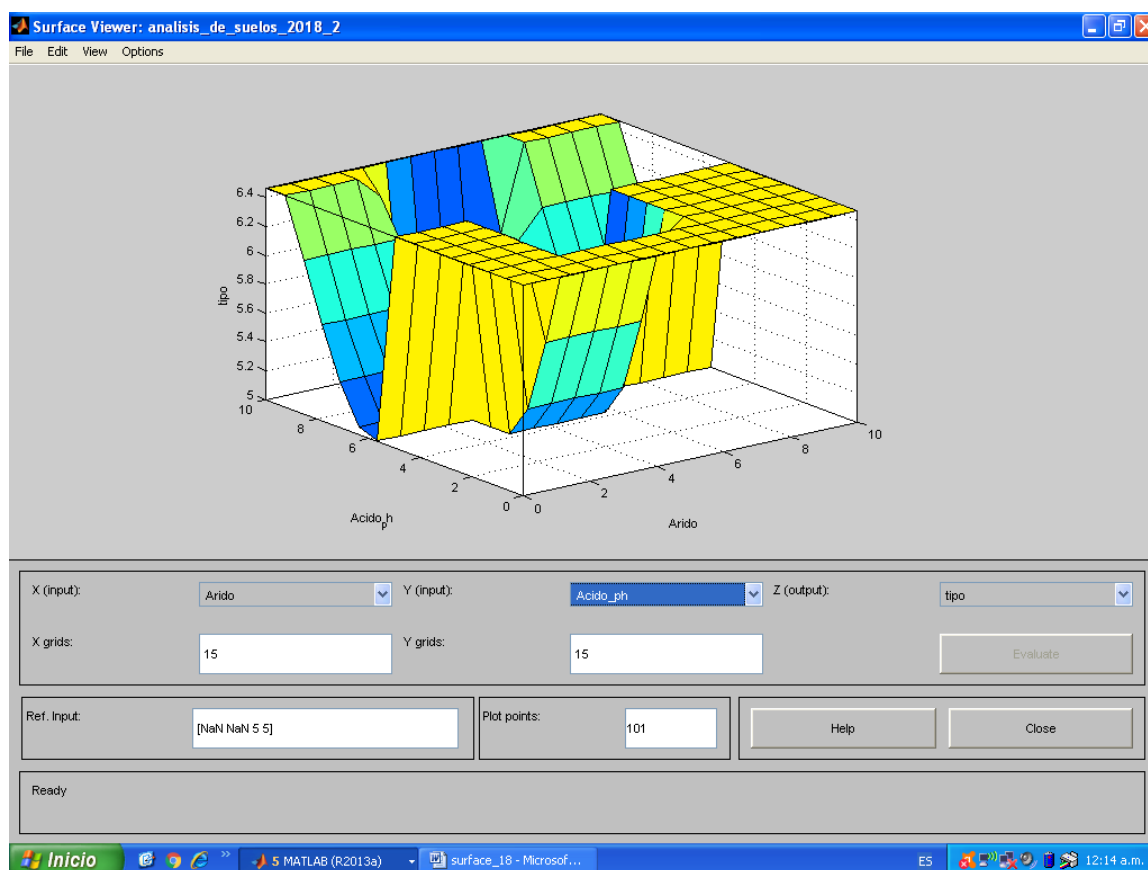 Surface Viewer: analisis_de_suelos_2018_2
File Edit View Options
6.4
6.2
6
5.8
5.6
5.4
5.2
5
tipo
10
8
6
4
2
0
Acido_ph
0
2
4
6
8
10
Arido
X (input): Arido Y (input): Acido_ph Z (output): tipo
X grids: 15 Y grids: 15 Evaluate
Ref. Input: [NaN NaN 5 5] Plot points: 101 Help Close
Ready
Inicio » 5 MATLAB (R2013a) surface_18 - Microsof... ES 12:14 a.m.